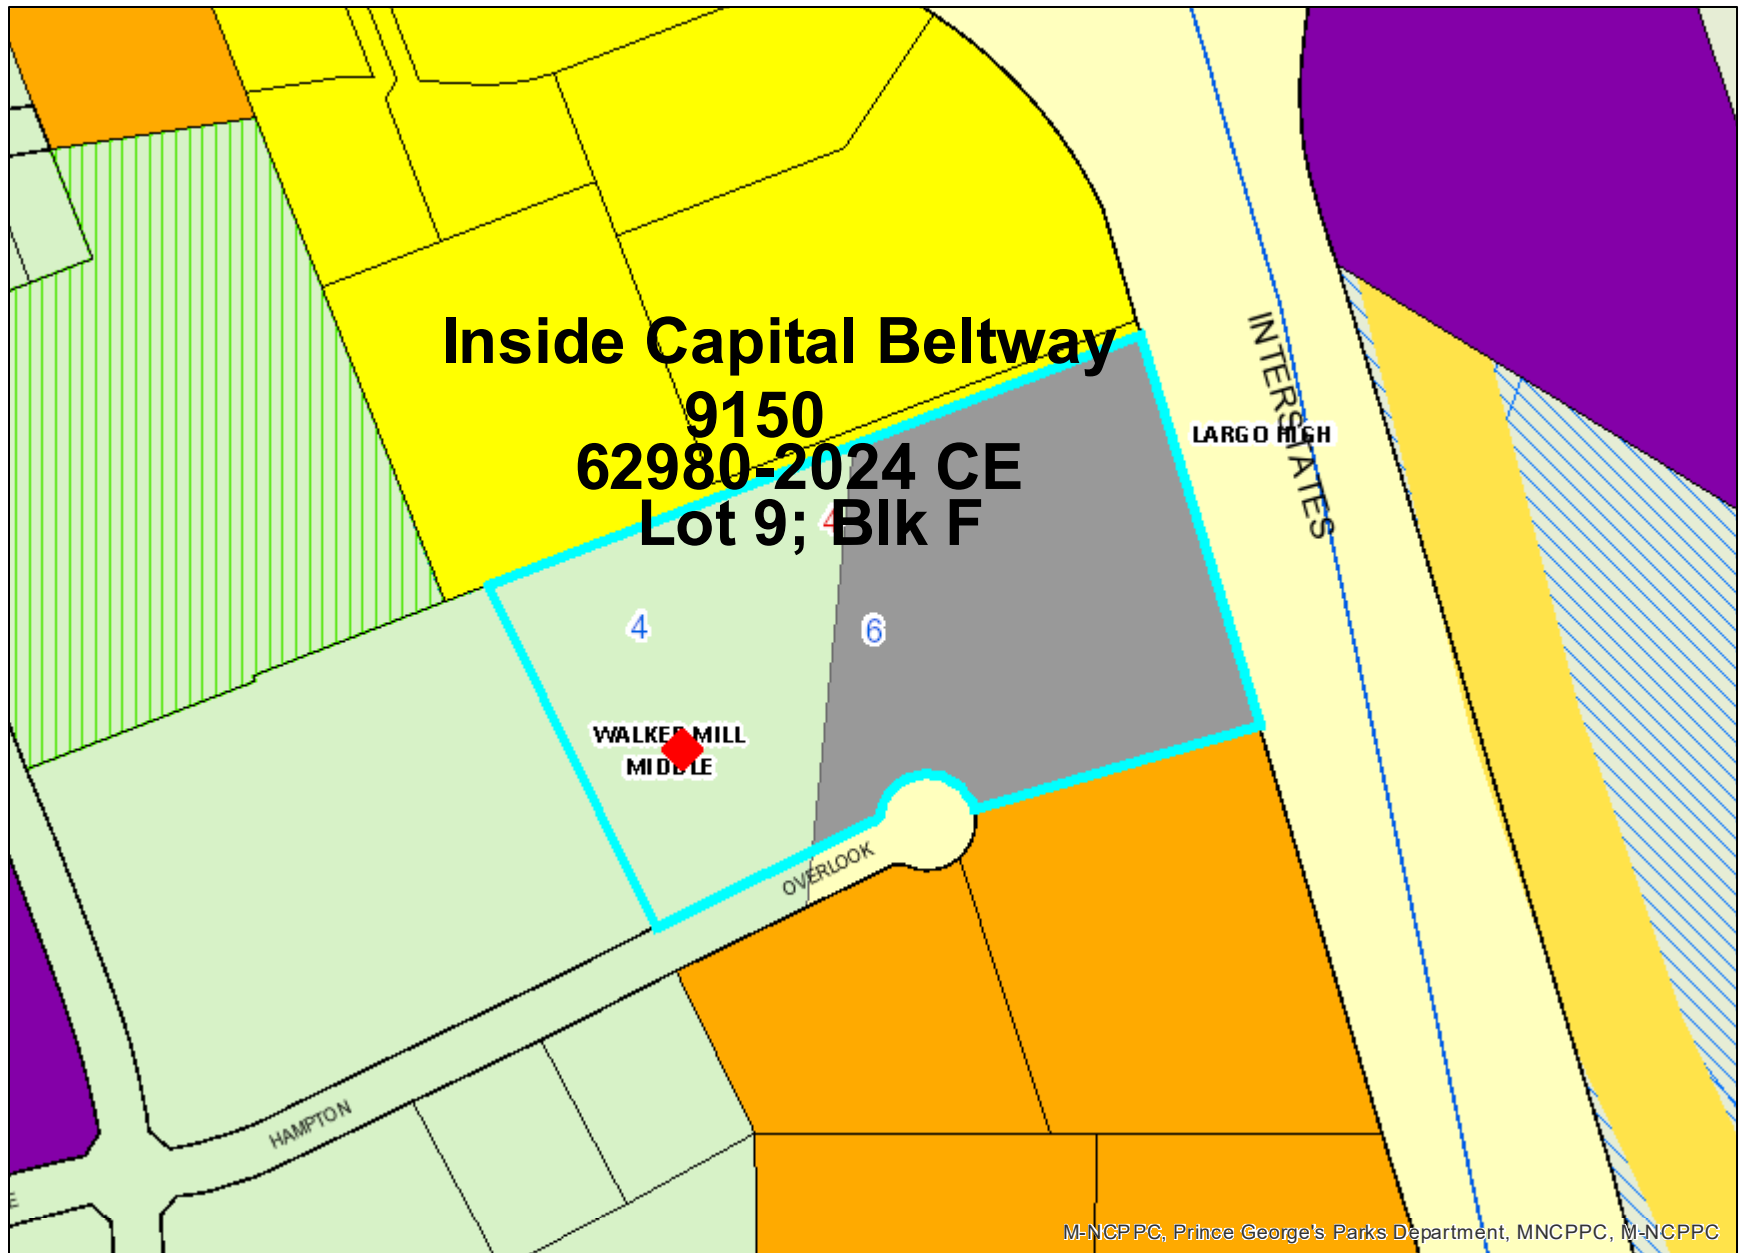 Inside Capital Beltway
9150
62980-2024 CE
Lot 9; Blk F
4
INTERSTATES
LARGO HIGH
4
6
WALKER MILL
MIDDLE
OVERLOOK
HAMPTON
E
M-NCPPC, Prince George's Parks Department, MNCPPC, M-NCPPC